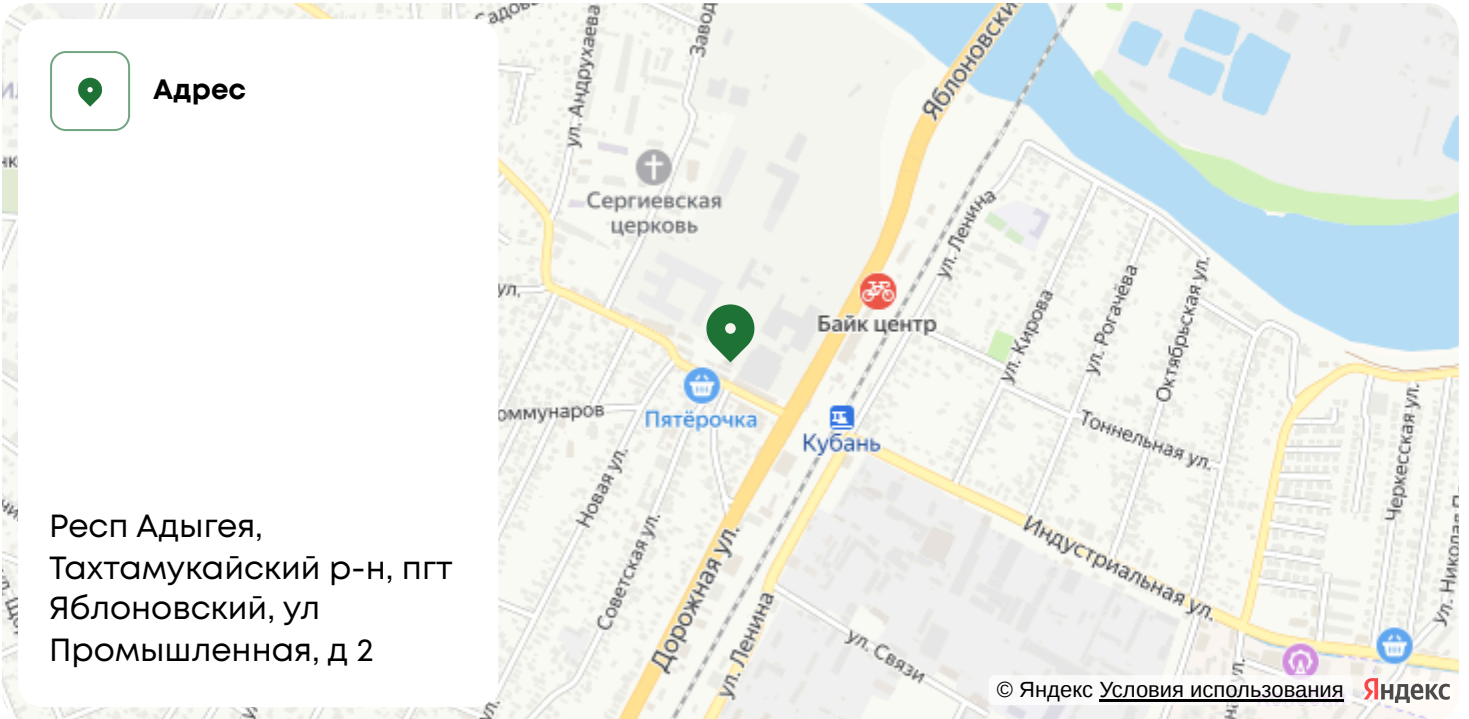 Адрес
Респ Адыгея,
Тахтамукайский р-н, пгт
Яблоновский, ул
Промышленная, д 2
ул. Андрухаева
Сергиевская
церковь
ул. Ленина
Байк центр
ул. Кирова
ул. Рогачёва
Октябрьская ул.
Пятёрочка
Кубань
Тоннельная ул.
Черкесская ул.
Новая ул.
Советская ул.
Дорожная ул.
Индустриальная ул.
ул. Ленина
ул. Связи
© Яндекс Условия использования Яндекс